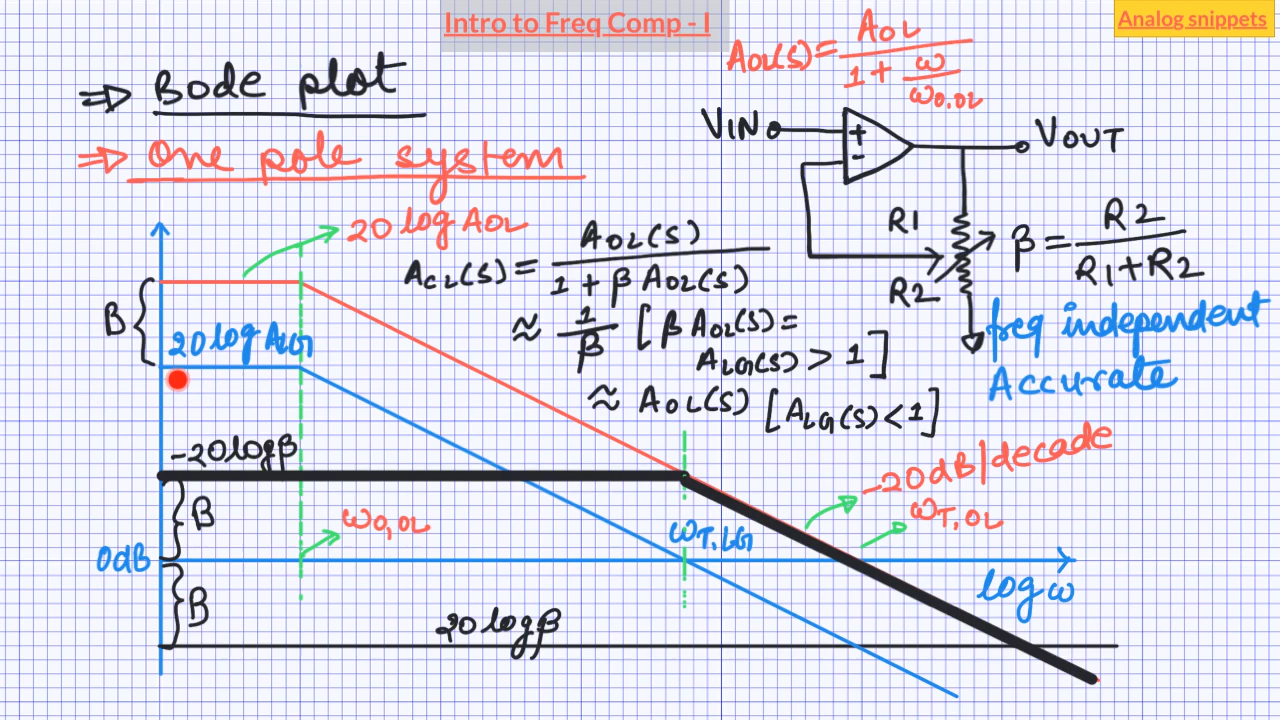 Intro to Freq Comp - I
Analog snippets
⇒ Bode plot
⇒ One pole system
AOL(s) = AOL / (1 + ω/ω0,OL)
VIN
+
-
VOUT
R1
R2
β = R2 / (R1+R2)
freq independent
Accurate
20 log AOL
ACL(s) = AOL(s) / (1 + β AOL(s))
≈ 1/β [β AOL(s) =
ALG(s) > 1]
≈ AOL(s) [ALG(s) < 1]
B
20 log ALG
-20 log β
B
ω0,OL
ωT,LG
-20dB/decade
ωT,OL
0dB
log ω
B
20 log β